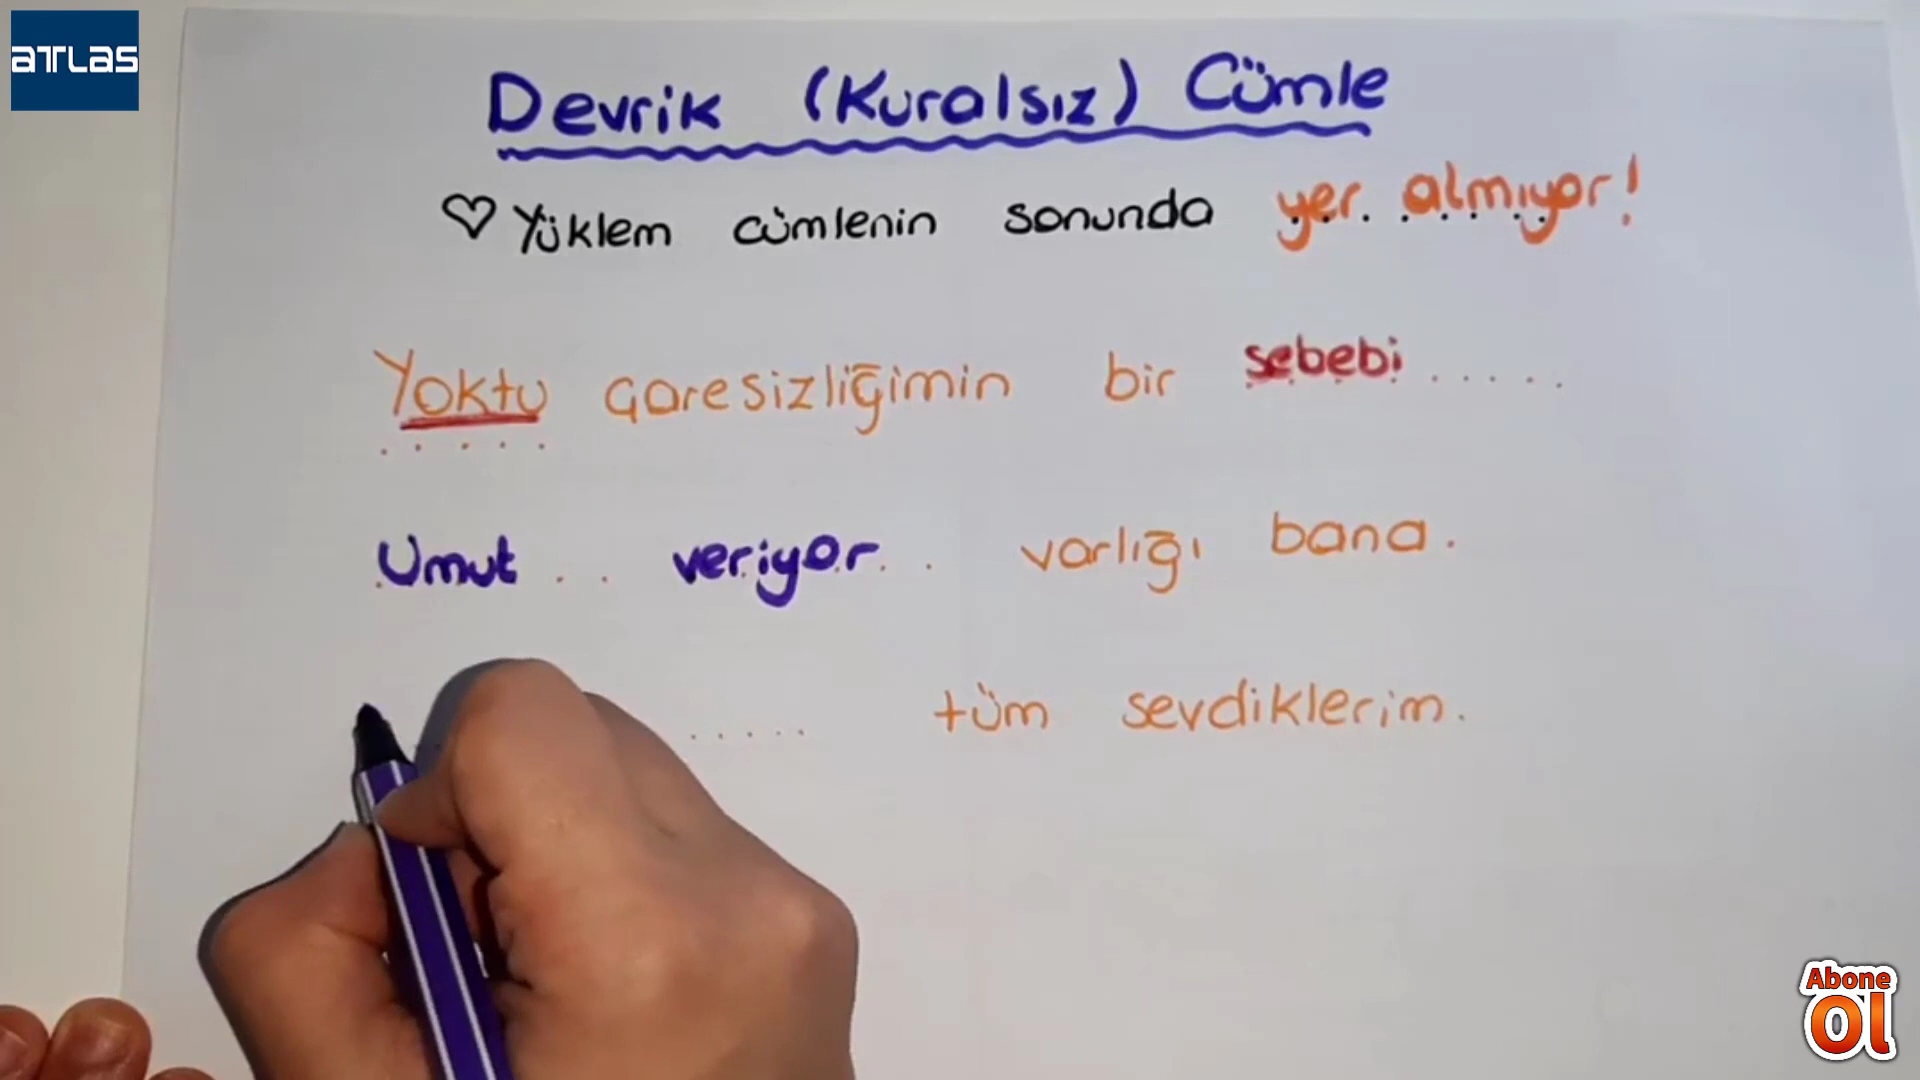 ATLAS
Devrik (Kuralsız) Cümle
♡ Yüklem cümlenin sonunda yer almıyor!
Yoktu çaresizliğimin bir sebebi .....
Umut .. veriyor . varlığı bana.
..... tüm sevdiklerim.
Abone
Ol